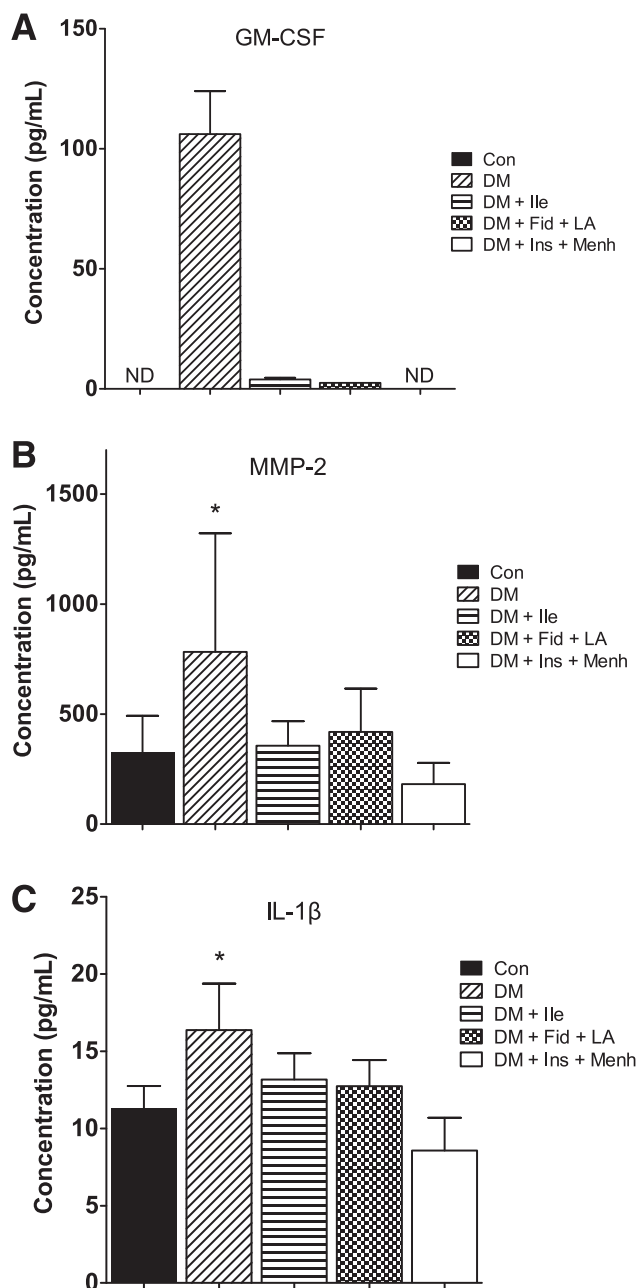 A
GM-CSF
Concentration (pg/mL)
150
100
50
0
ND
ND
Con
DM
DM + Ile
DM + Fid + LA
DM + Ins + Menh
B
MMP-2
Concentration (pg/mL)
1500
1000
500
0
*
Con
DM
DM + Ile
DM + Fid + LA
DM + Ins + Menh
C
IL-1β
Concentration (pg/mL)
25
20
15
10
5
0
*
Con
DM
DM + Ile
DM + Fid + LA
DM + Ins + Menh